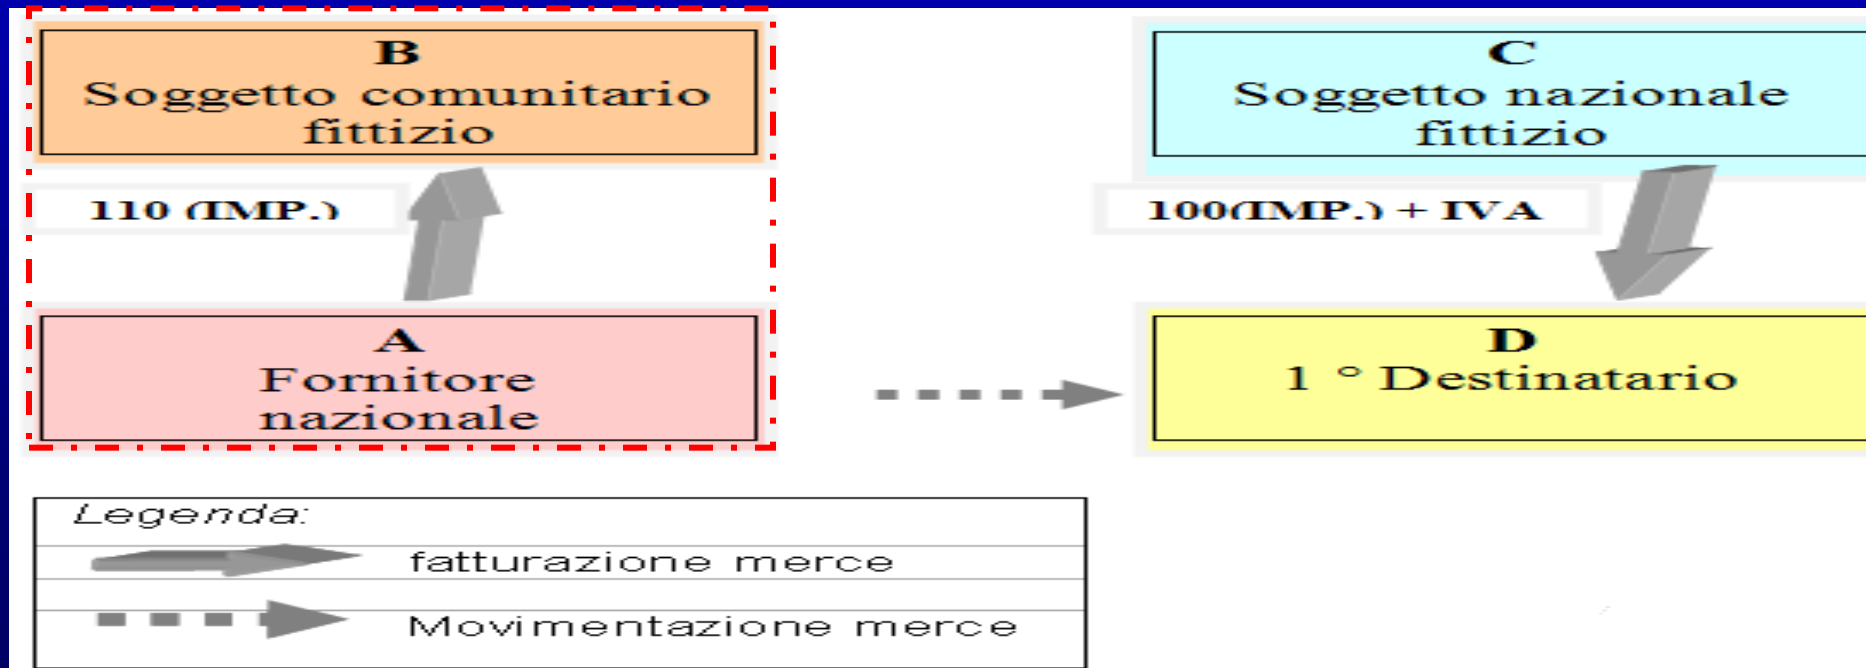 B
Soggetto comunitario
fittizio
C
Soggetto nazionale
fittizio
110 (IMP.)
100(IMP.) + IVA
A
Fornitore
nazionale
D
1 ° Destinatario
Legenda:
fatturazione merce
Movimentazione merce